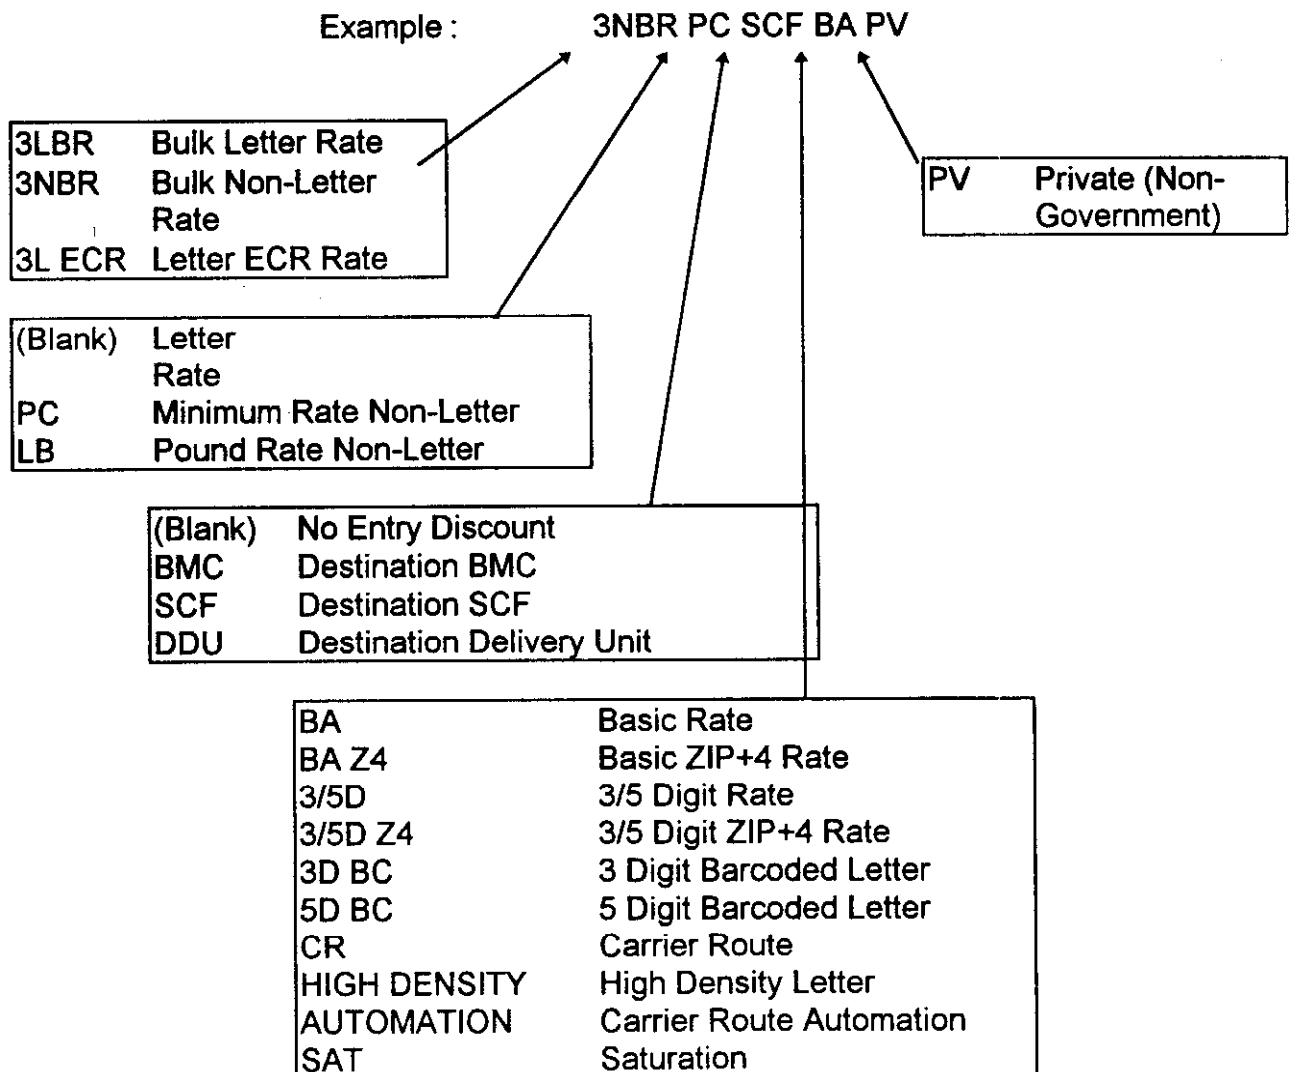 Example : 3NBR PC SCF BA PV
3LBR Bulk Letter Rate
3NBR Bulk Non-Letter
Rate
3L ECR Letter ECR Rate
PV Private (Non-
Government)
(Blank) Letter
Rate
PC Minimum Rate Non-Letter
LB Pound Rate Non-Letter
(Blank) No Entry Discount
BMC Destination BMC
SCF Destination SCF
DDU Destination Delivery Unit
BA Basic Rate
BA Z4 Basic ZIP+4 Rate
3/5D 3/5 Digit Rate
3/5D Z4 3/5 Digit ZIP+4 Rate
3D BC 3 Digit Barcoded Letter
5D BC 5 Digit Barcoded Letter
CR Carrier Route
HIGH DENSITY High Density Letter
AUTOMATION Carrier Route Automation
SAT Saturation